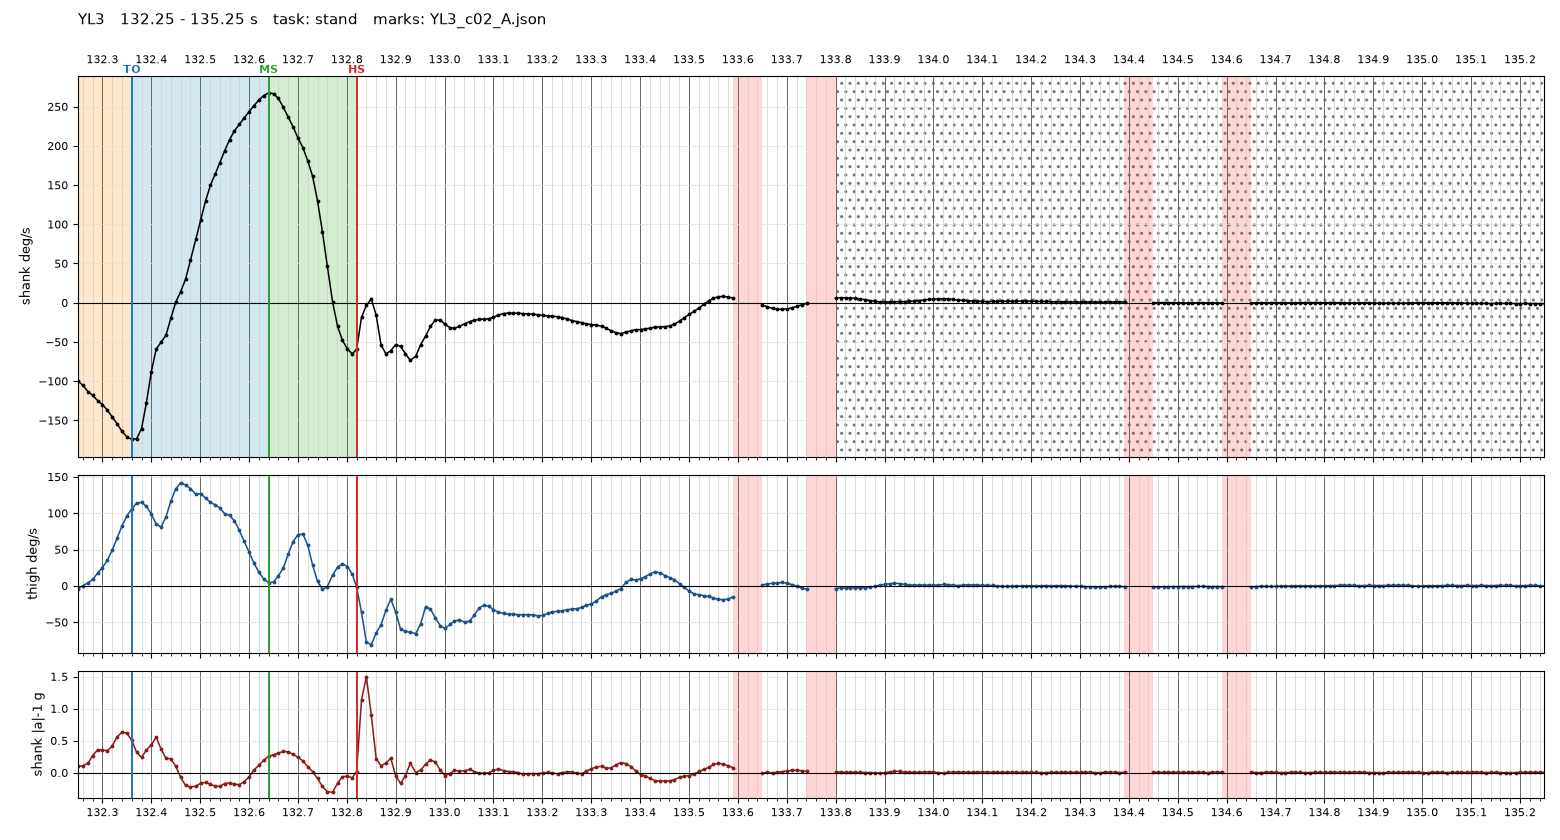 YL3   132.25 - 135.25 s   task: stand   marks: YL3_c02_A.json
132.3 132.4 132.5 132.6 132.7 132.8 132.9 133.0 133.1 133.2 133.3 133.4 133.5 133.6 133.7 133.8 133.9 134.0 134.1 134.2 134.3 134.4 134.5 134.6 134.7 134.8 134.9 135.0 135.1 135.2
TO MS HS
250
200
150
100
50
0
−50
−100
−150
shank deg/s
150
100
50
0
−50
thigh deg/s
1.5
1.0
0.5
0.0
shank |a|-1 g
132.3 132.4 132.5 132.6 132.7 132.8 132.9 133.0 133.1 133.2 133.3 133.4 133.5 133.6 133.7 133.8 133.9 134.0 134.1 134.2 134.3 134.4 134.5 134.6 134.7 134.8 134.9 135.0 135.1 135.2